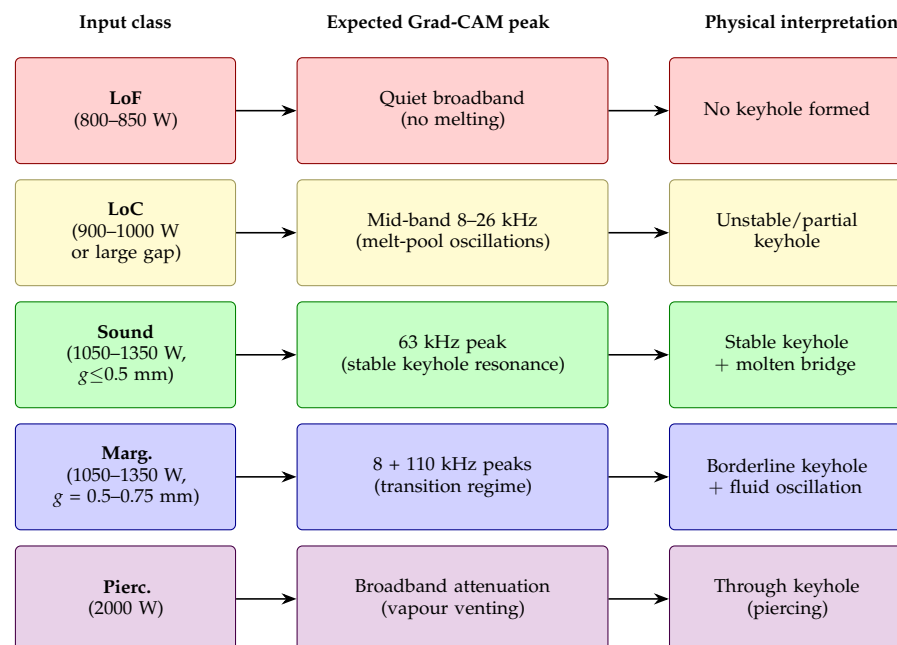 Input class
Expected Grad-CAM peak
Physical interpretation
LoF
(800–850 W)
Quiet broadband
(no melting)
No keyhole formed
LoC
(900–1000 W
or large gap)
Mid-band 8–26 kHz
(melt-pool oscillations)
Unstable/partial
keyhole
Sound
(1050–1350 W,
g≤0.5 mm)
63 kHz peak
(stable keyhole resonance)
Stable keyhole
+ molten bridge
Marg.
(1050–1350 W,
g = 0.5–0.75 mm)
8 + 110 kHz peaks
(transition regime)
Borderline keyhole
+ fluid oscillation
Pierc.
(2000 W)
Broadband attenuation
(vapour venting)
Through keyhole
(piercing)